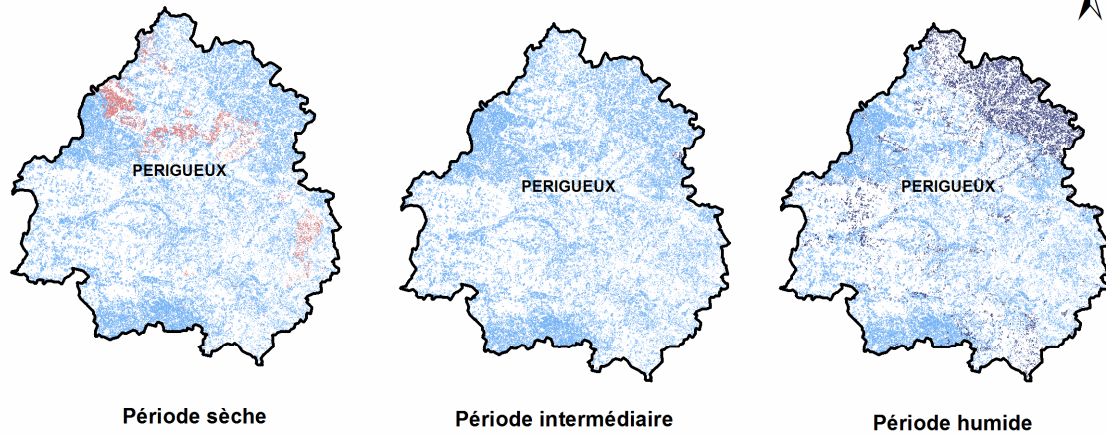 PERIGUEUX
PERIGUEUX
PERIGUEUX
Période sèche
Période intermédiaire
Période humide